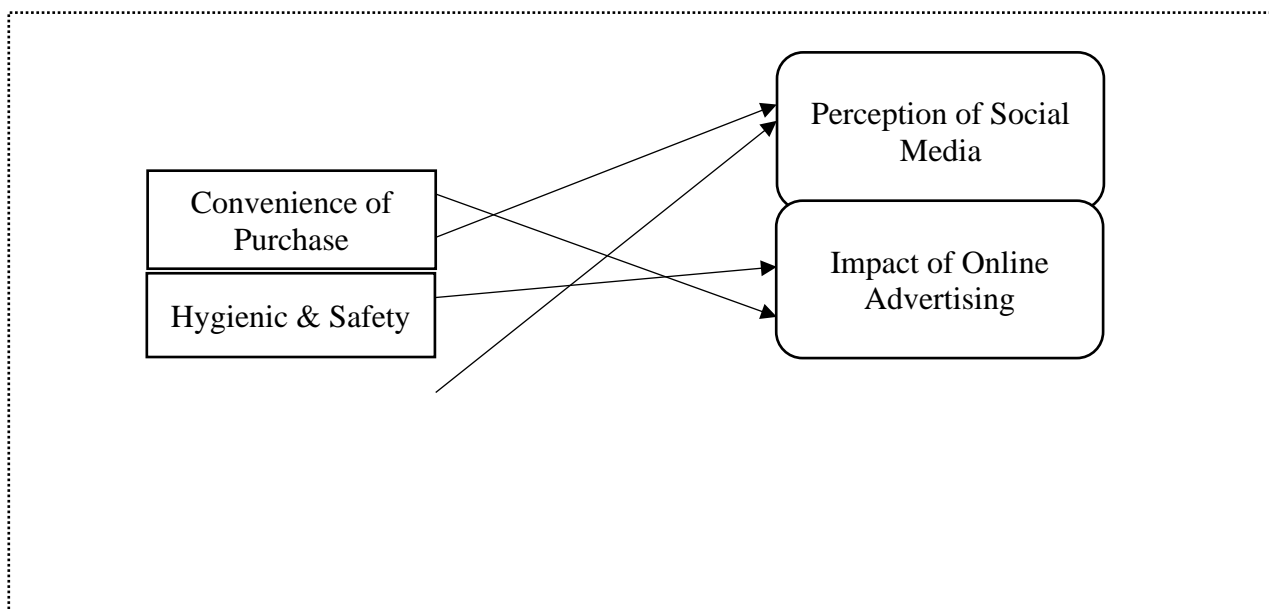 Perception of Social
Media
Convenience of
Purchase
Impact of Online
Advertising
Hygienic & Safety